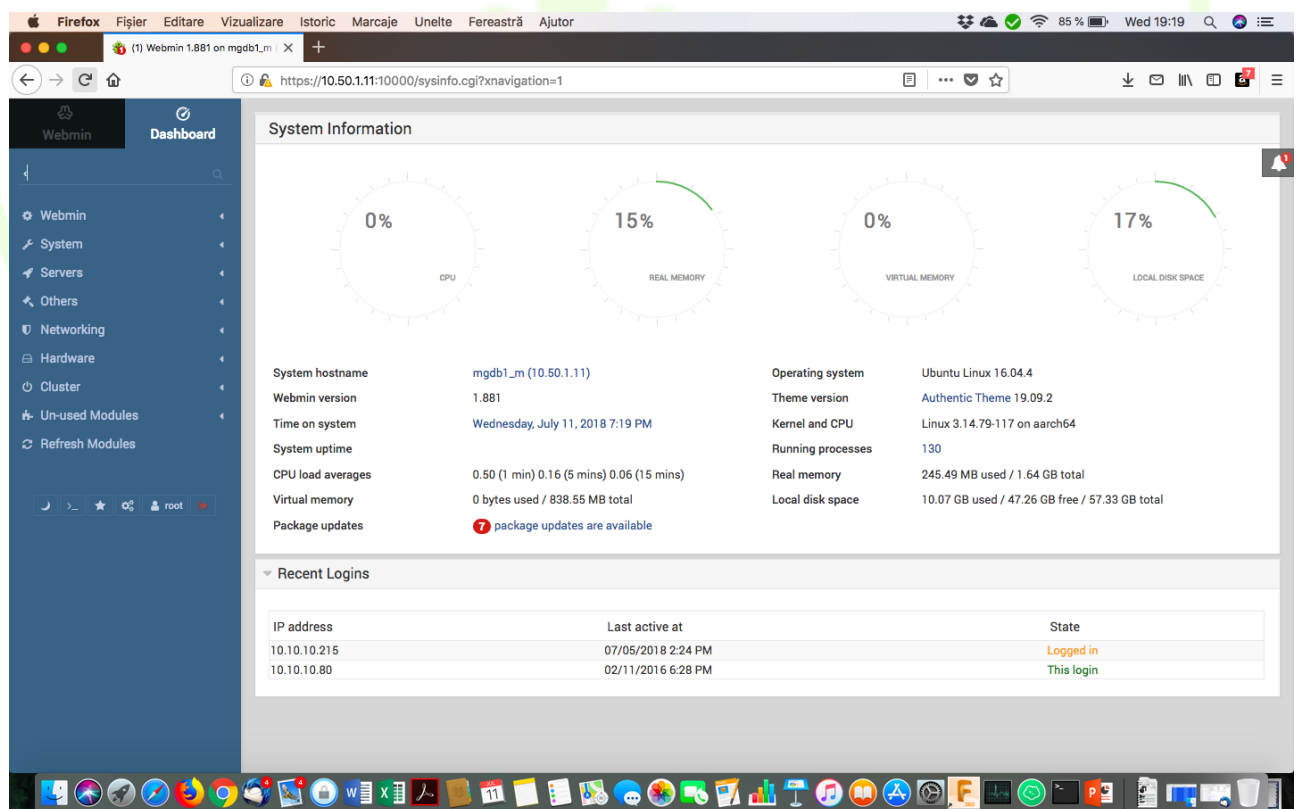 Firefox Fișier Editare Vizualizare Istoric Marcaje Unelte Fereastră Ajutor 85 % Wed 19:19
(1) Webmin 1.881 on mgdb1_m
https://10.50.1.11:10000/sysinfo.cgi?xnavigation=1
7
Webmin
Dashboard
Webmin
System
Servers
Others
Networking
Hardware
Cluster
Un-used Modules
Refresh Modules
root
System Information
1
0% CPU
15% REAL MEMORY
0% VIRTUAL MEMORY
17% LOCAL DISK SPACE
System hostname mgdb1_m (10.50.1.11) Operating system Ubuntu Linux 16.04.4
Webmin version 1.881 Theme version Authentic Theme 19.09.2
Time on system Wednesday, July 11, 2018 7:19 PM Kernel and CPU Linux 3.14.79-117 on aarch64
System uptime Running processes 130
CPU load averages 0.50 (1 min) 0.16 (5 mins) 0.06 (15 mins) Real memory 245.49 MB used / 1.64 GB total
Virtual memory 0 bytes used / 838.55 MB total Local disk space 10.07 GB used / 47.26 GB free / 57.33 GB total
Package updates 7 package updates are available
Recent Logins
IP address Last active at State
10.10.10.215 07/05/2018 2:24 PM Logged in
10.10.10.80 02/11/2016 6:28 PM This login